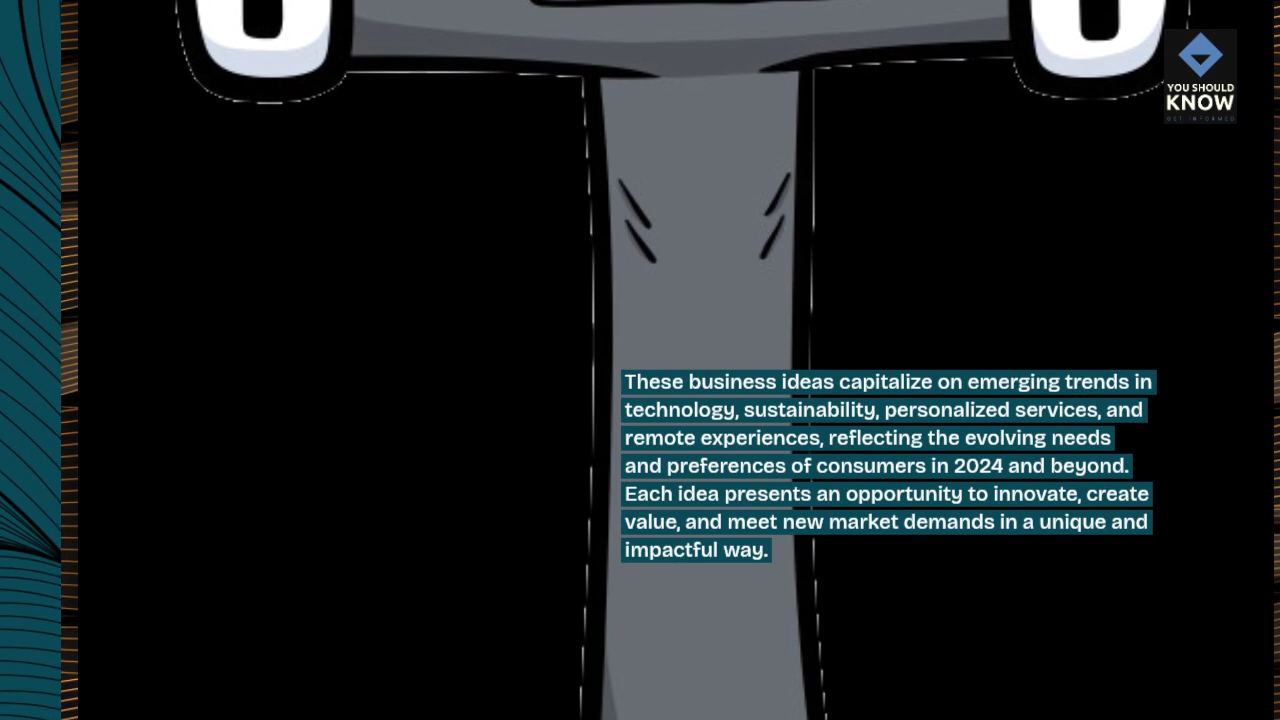 YOU SHOULD
KNOW
GET INFORMED
These business ideas capitalize on emerging trends in
technology, sustainability, personalized services, and
remote experiences, reflecting the evolving needs
and preferences of consumers in 2024 and beyond.
Each idea presents an opportunity to innovate, create
value, and meet new market demands in a unique and
impactful way.